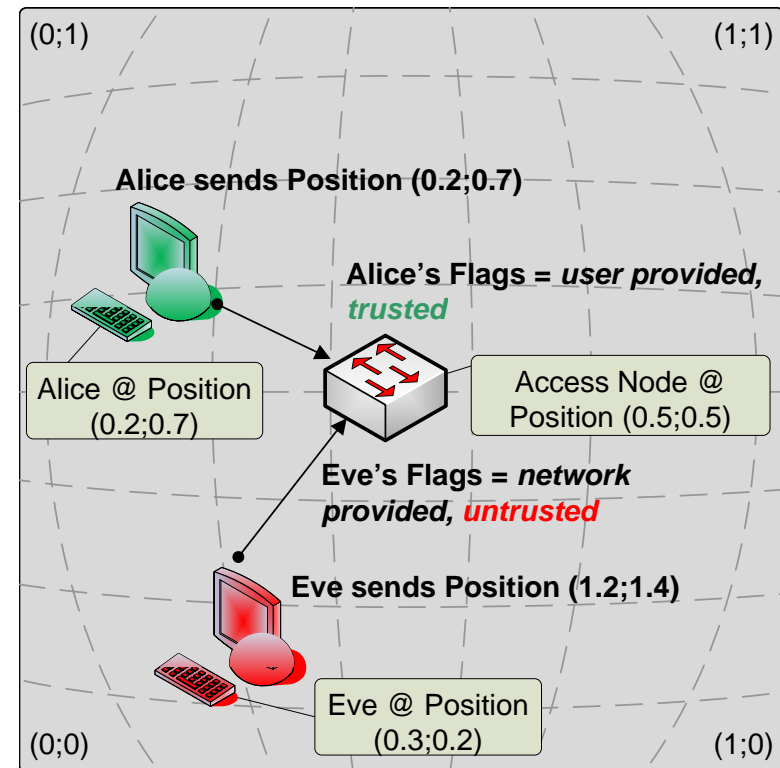 (0;1)
(1;1)
Alice sends Position (0.2;0.7)
Alice’s Flags = user provided,
trusted
Alice @ Position
(0.2;0.7)
Access Node @
Position (0.5;0.5)
Eve’s Flags = network
provided, untrusted
Eve sends Position (1.2;1.4)
Eve @ Position
(0.3;0.2)
(0;0)
(1;0)